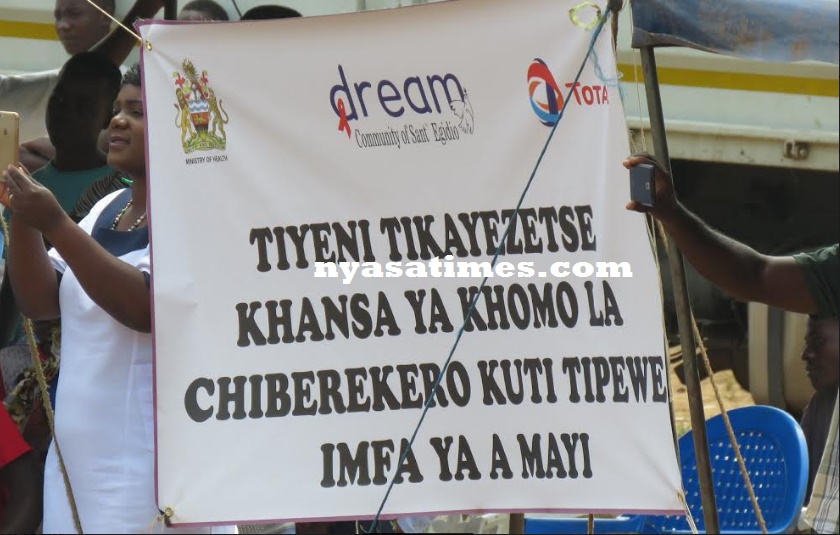 dream
Community of Sant' Egidio
TOTA
MINISTRY OF HEALTH
TIYENI TIKAYEZETSE
nyasatimes.com
KHANSA YA KHOMO LA
CHIBEREKERO KUTI TIPEWE
IMFA YA A MAYI